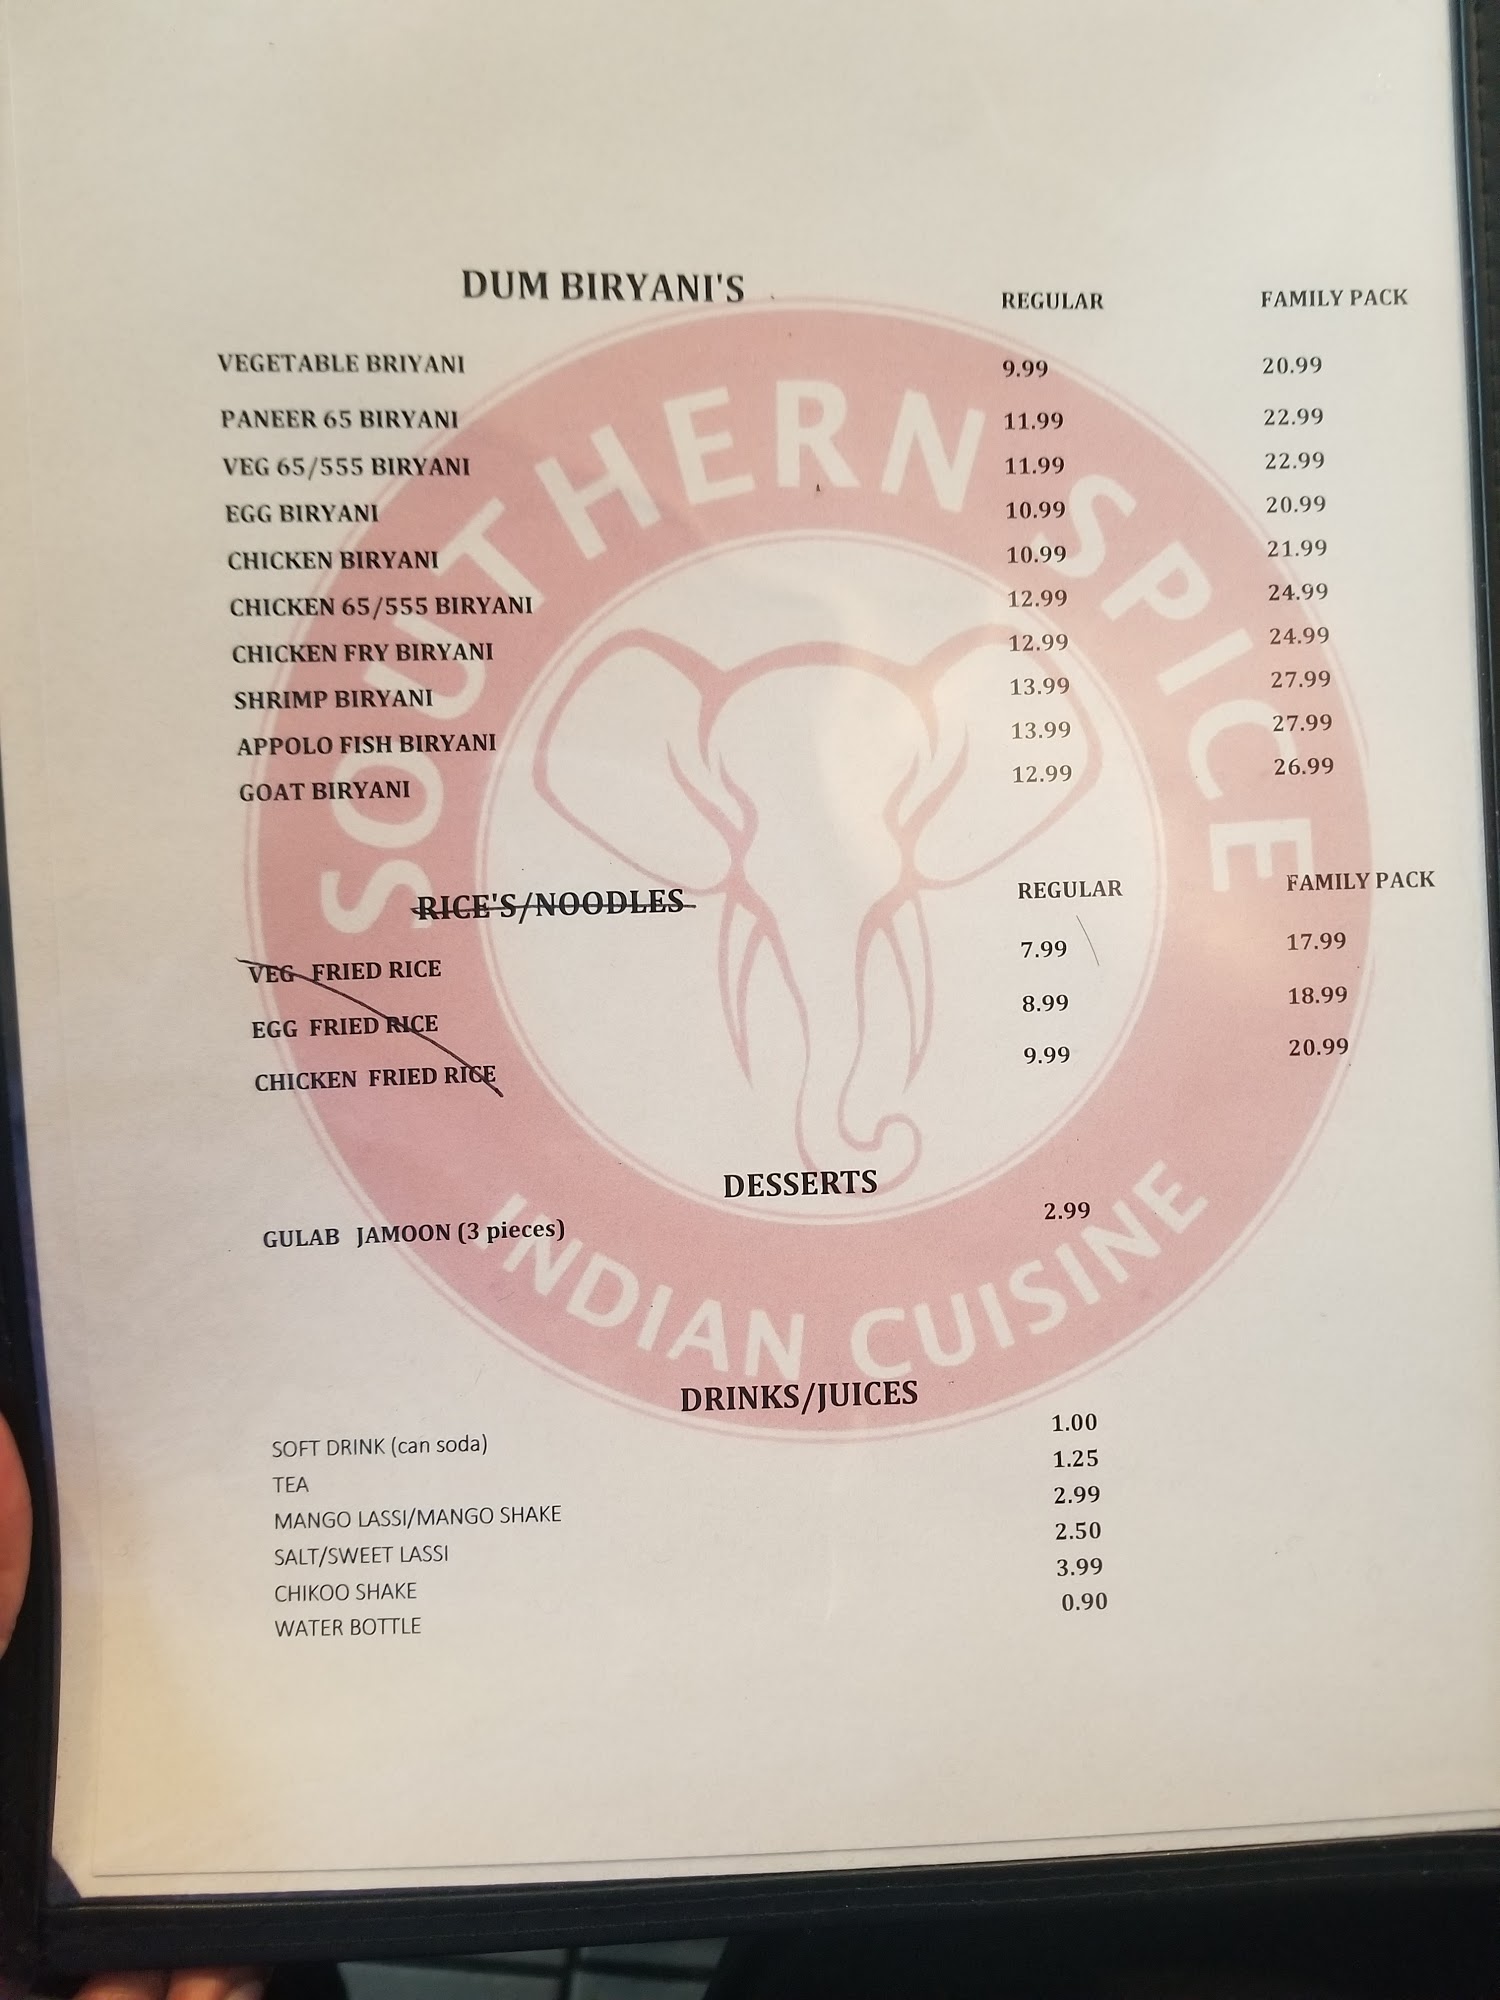 DUM BIRYANI'S REGULAR FAMILY PACK
VEGETABLE BRIYANI 9.99 20.99
PANEER 65 BIRYANI 11.99 22.99
VEG 65/555 BIRYANI 11.99 22.99
EGG BIRYANI 10.99 20.99
CHICKEN BIRYANI 10.99 21.99
CHICKEN 65/555 BIRYANI 12.99 24.99
CHICKEN FRY BIRYANI 12.99 24.99
SHRIMP BIRYANI 13.99 27.99
APPOLO FISH BIRYANI 13.99 27.99
GOAT BIRYANI 12.99 26.99
RICE'S/NOODLES REGULAR FAMILY PACK
VEG FRIED RICE 7.99 17.99
EGG FRIED RICE 8.99 18.99
CHICKEN FRIED RICE 9.99 20.99
DESSERTS
GULAB JAMOON (3 pieces) 2.99
DRINKS/JUICES
SOFT DRINK (can soda) 1.00
TEA 1.25
MANGO LASSI/MANGO SHAKE 2.99
SALT/SWEET LASSI 2.50
CHIKOO SHAKE 3.99
WATER BOTTLE 0.90
SOUTHERN SPICE
INDIAN CUISINE